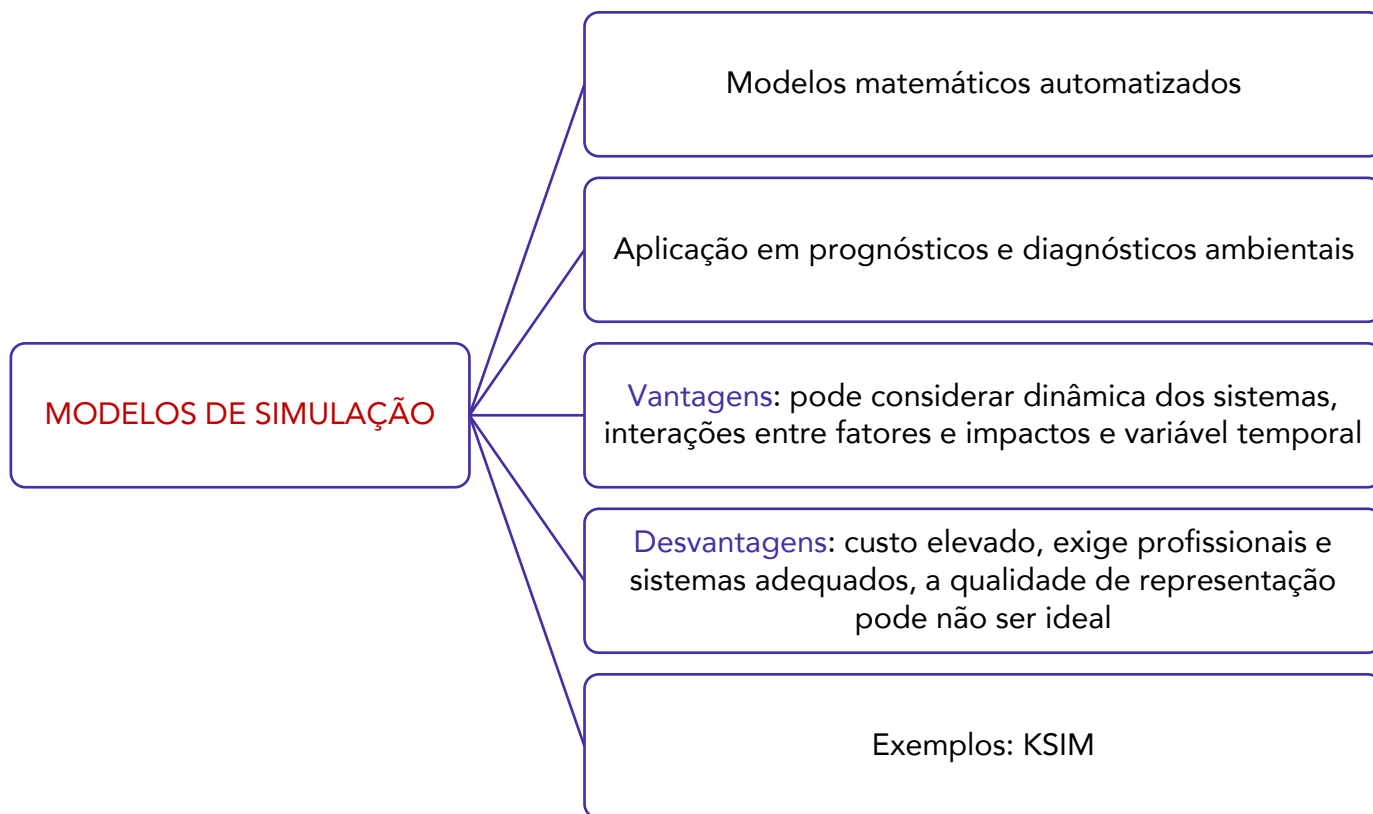 Modelos matemáticos automatizados
Aplicação em prognósticos e diagnósticos ambientais
MODELOS DE SIMULAÇÃO
Vantagens: pode considerar dinâmica dos sistemas,
interações entre fatores e impactos e variável temporal
Desvantagens: custo elevado, exige profissionais e
sistemas adequados, a qualidade de representação
pode não ser ideal
Exemplos: KSIM